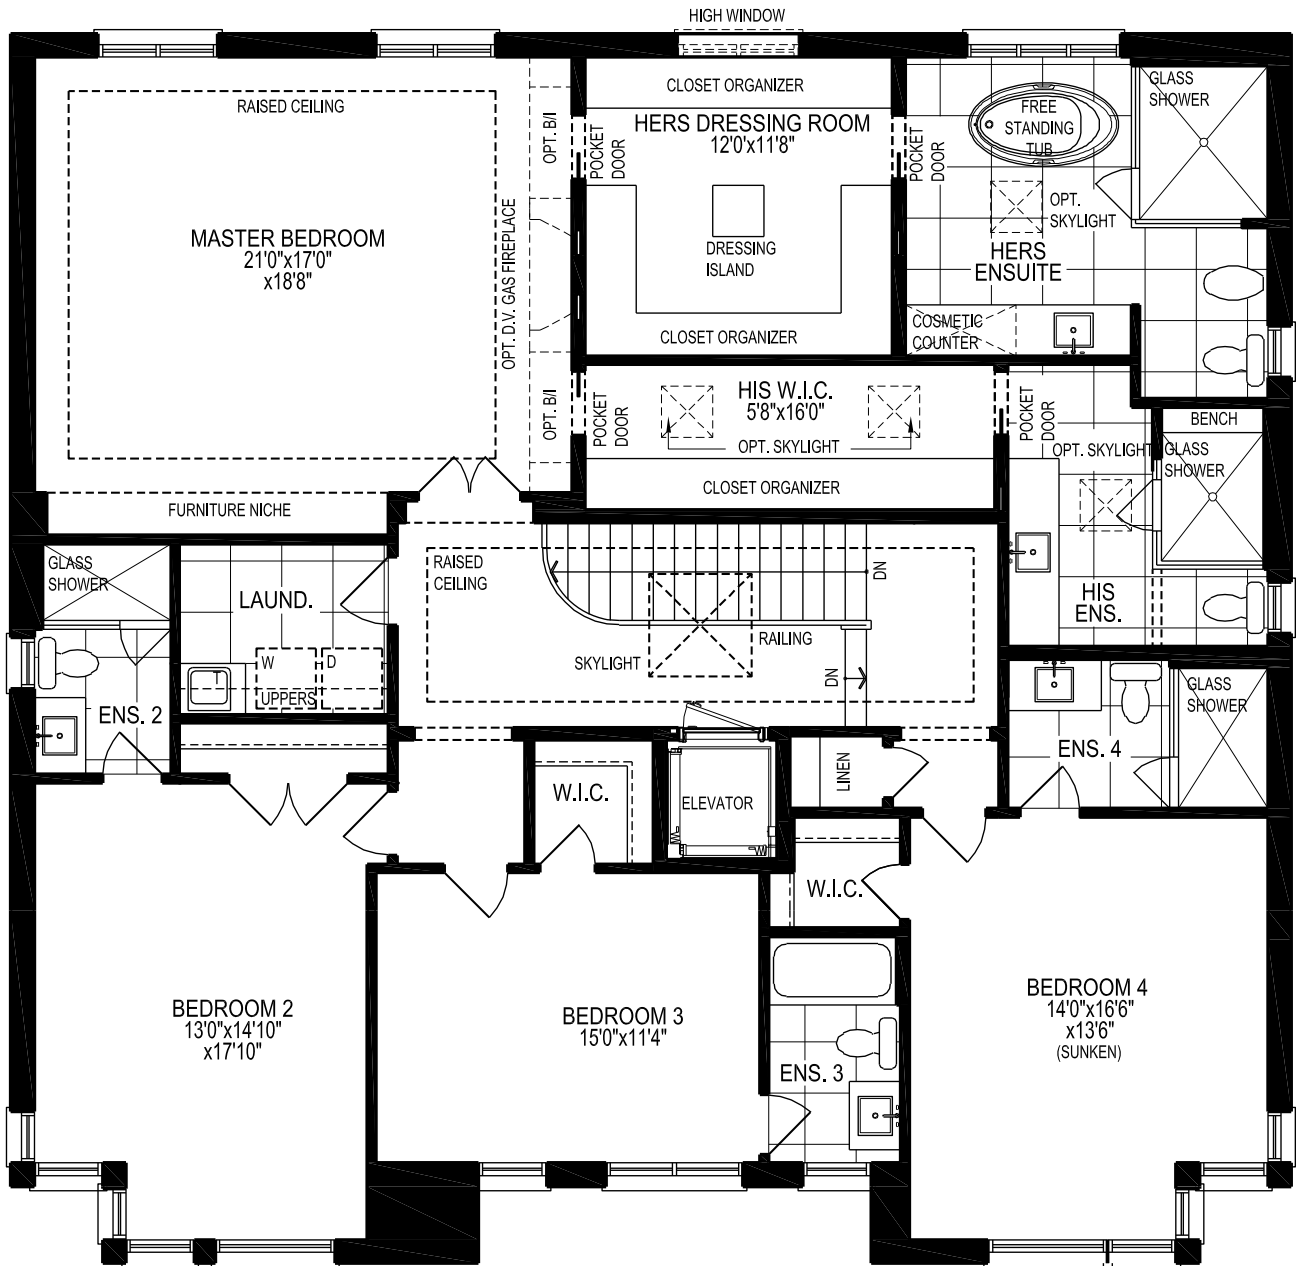 HIGH WINDOW
RAISED CEILING
OPT. B/I
POCKET
DOOR
CLOSET ORGANIZER
HERS DRESSING ROOM
12'0"x11'8"
POCKET
DOOR
FREE
STANDING
TUB
GLASS
SHOWER
MASTER BEDROOM
21'0"x17'0"
x18'8"
OPT. D.V. GAS FIREPLACE
DRESSING
ISLAND
OPT.
SKYLIGHT
HERS
ENSUITE
CLOSET ORGANIZER
COSMETIC
COUNTER
OPT. B/I
POCKET
DOOR
HIS W.I.C.
5'8"x16'0"
OPT. SKYLIGHT
POCKET
DOOR
OPT. SKYLIGHT
BENCH
GLASS
SHOWER
CLOSET ORGANIZER
FURNITURE NICHE
GLASS
SHOWER
LAUND.
RAISED
CEILING
DN
HIS
ENS.
RAILING
SKYLIGHT
DN
W
D
UPPERS
ENS. 2
GLASS
SHOWER
ENS. 4
W.I.C.
ELEVATOR
LINEN
W.I.C.
BEDROOM 2
13'0"x14'10"
x17'10"
BEDROOM 3
15'0"x11'4"
ENS. 3
BEDROOM 4
14'0"x16'6"
x13'6"
(SUNKEN)